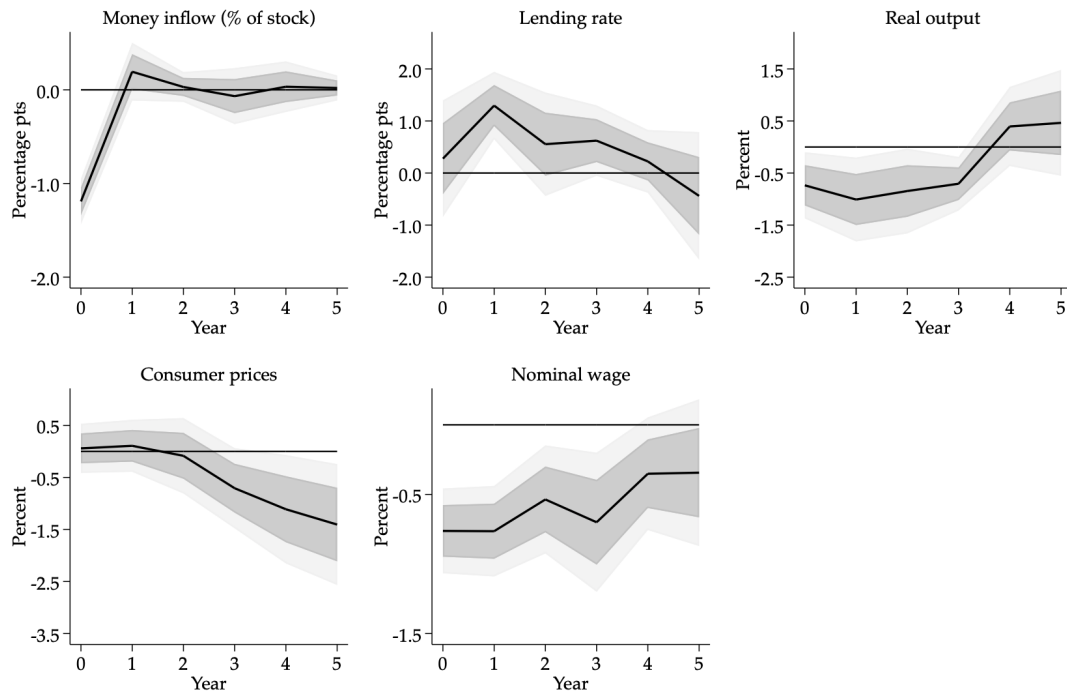 Money inflow (% of stock)
Percentage pts
0.0
-1.0
-2.0
0 1 2 3 4 5
Year
Lending rate
Percentage pts
2.0
1.0
0.0
-1.0
-2.0
0 1 2 3 4 5
Year
Real output
Percent
1.5
0.5
-0.5
-1.5
-2.5
0 1 2 3 4 5
Year
Consumer prices
Percent
0.5
-0.5
-1.5
-2.5
-3.5
0 1 2 3 4 5
Year
Nominal wage
Percent
-0.5
-1.5
0 1 2 3 4 5
Year